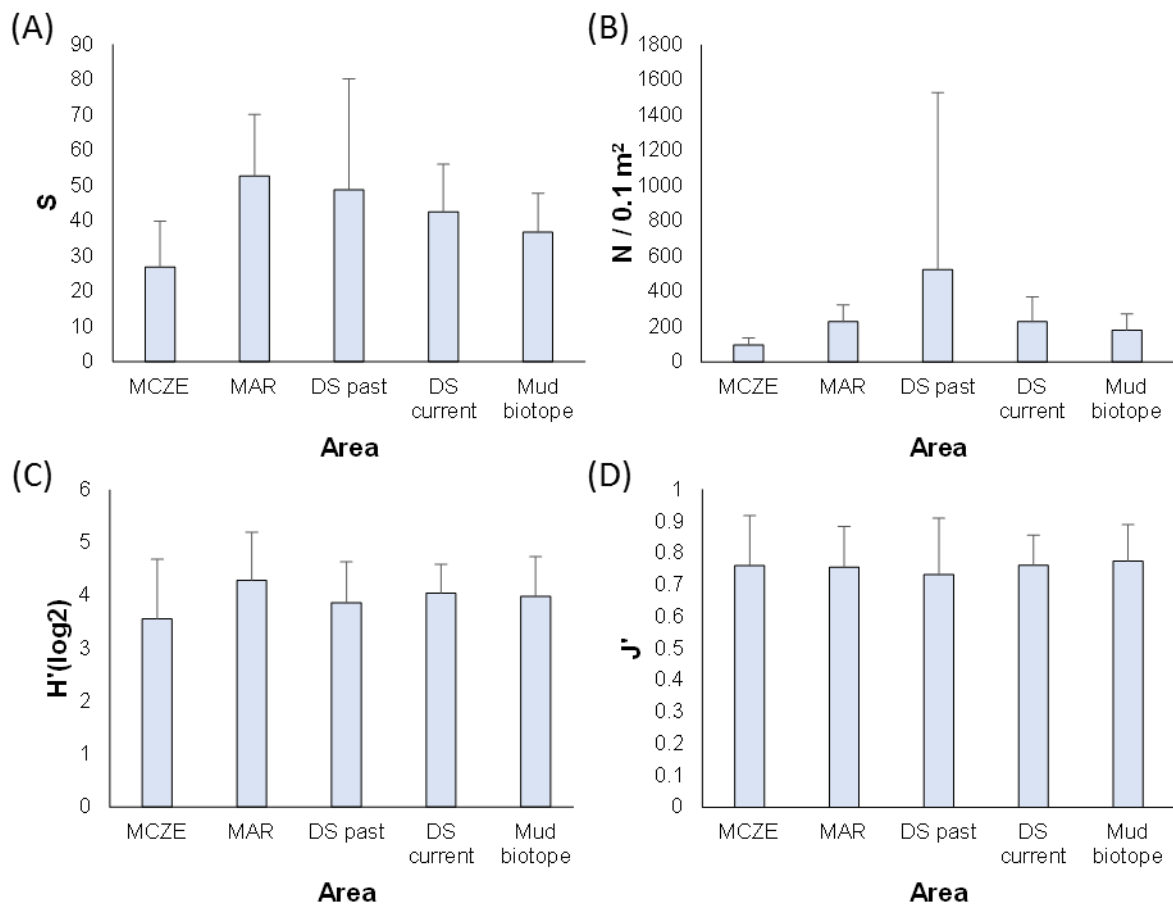 (A)
90
80
70
60
50
40
30
20
10
0
S
MCZE MAR DS past DS current Mud biotope
Area
(B)
1800
1600
1400
1200
1000
800
600
400
200
0
N / 0.1 m²
MCZE MAR DS past DS current Mud biotope
Area
(C)
6
5
4
3
2
1
0
H'(log2)
MCZE MAR DS past DS current Mud biotope
Area
(D)
1
0.9
0.8
0.7
0.6
0.5
0.4
0.3
0.2
0.1
0
J'
MCZE MAR DS past DS current Mud biotope
Area